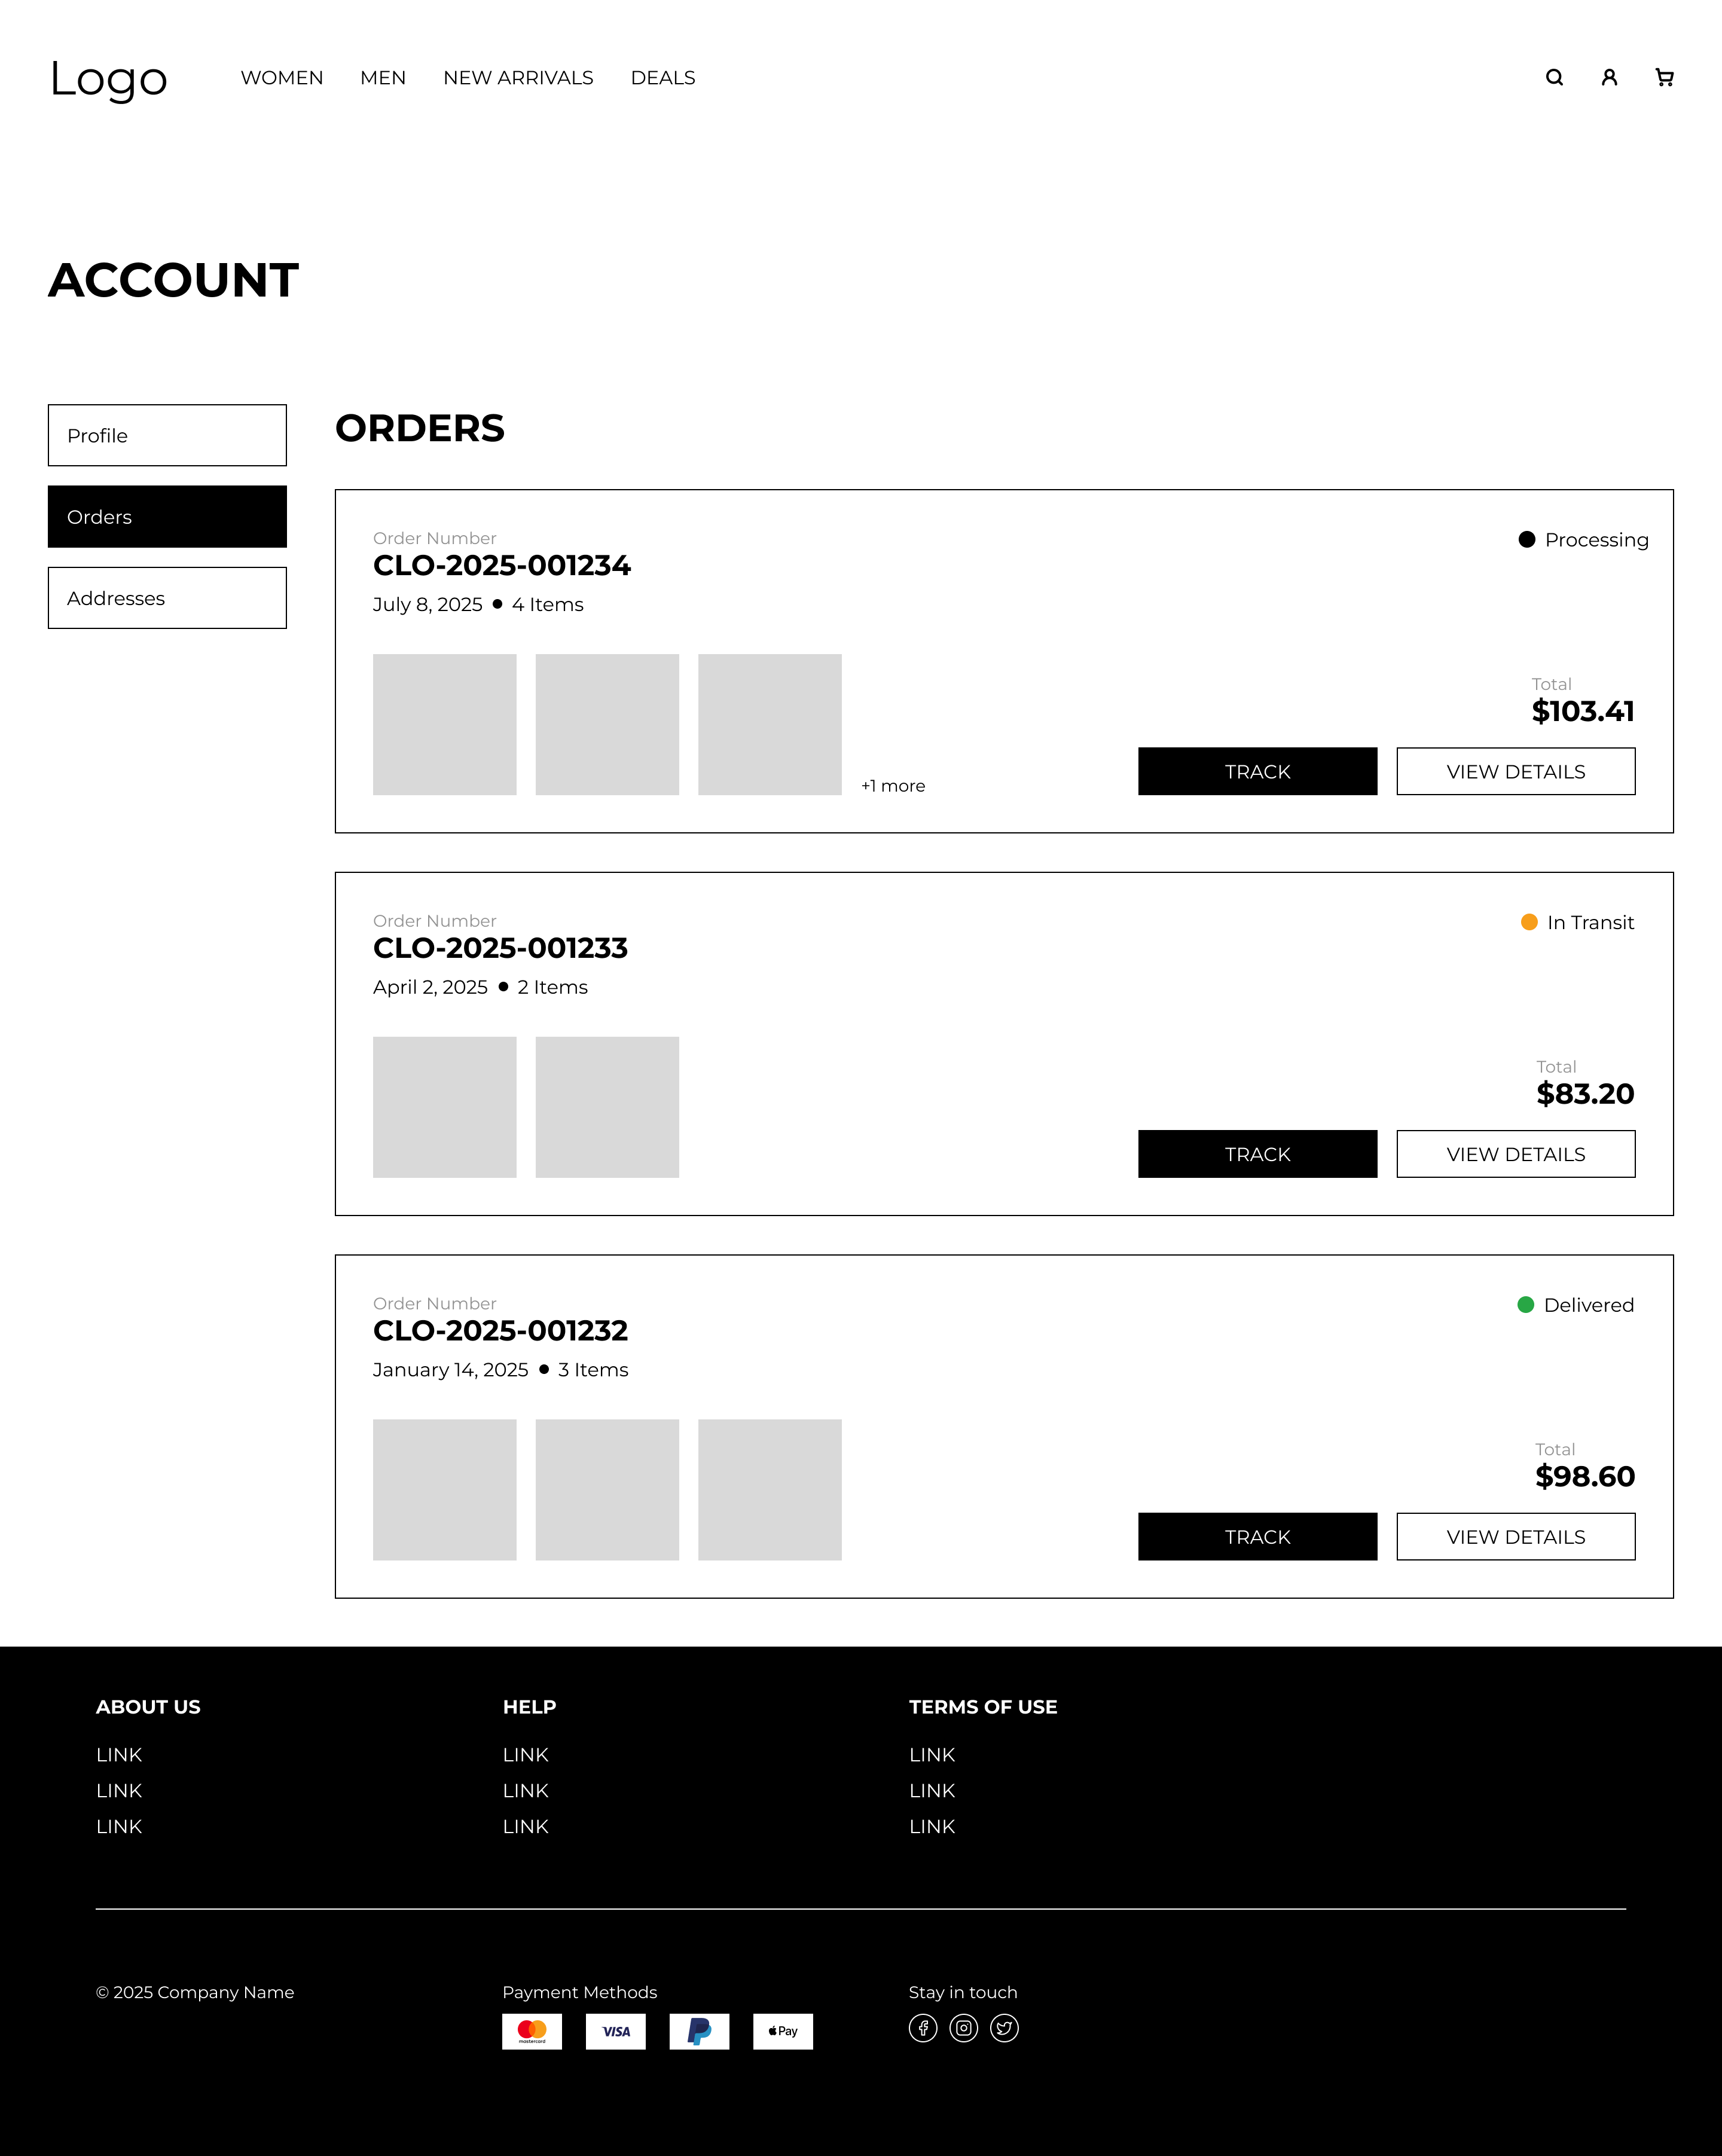 Logo
WOMEN MEN NEW ARRIVALS DEALS
ACCOUNT
Profile
Orders
Addresses
ORDERS
Order Number
CLO-2025-001234
July 8, 2025 ● 4 Items
Processing
+1 more
Total
$103.41
TRACK VIEW DETAILS
Order Number
CLO-2025-001233
April 2, 2025 ● 2 Items
In Transit
Total
$83.20
TRACK VIEW DETAILS
Order Number
CLO-2025-001232
January 14, 2025 ● 3 Items
Delivered
Total
$98.60
TRACK VIEW DETAILS
ABOUT US
LINK
LINK
LINK
HELP
LINK
LINK
LINK
TERMS OF USE
LINK
LINK
LINK
© 2025 Company Name
Payment Methods
mastercard VISA Pay
Stay in touch